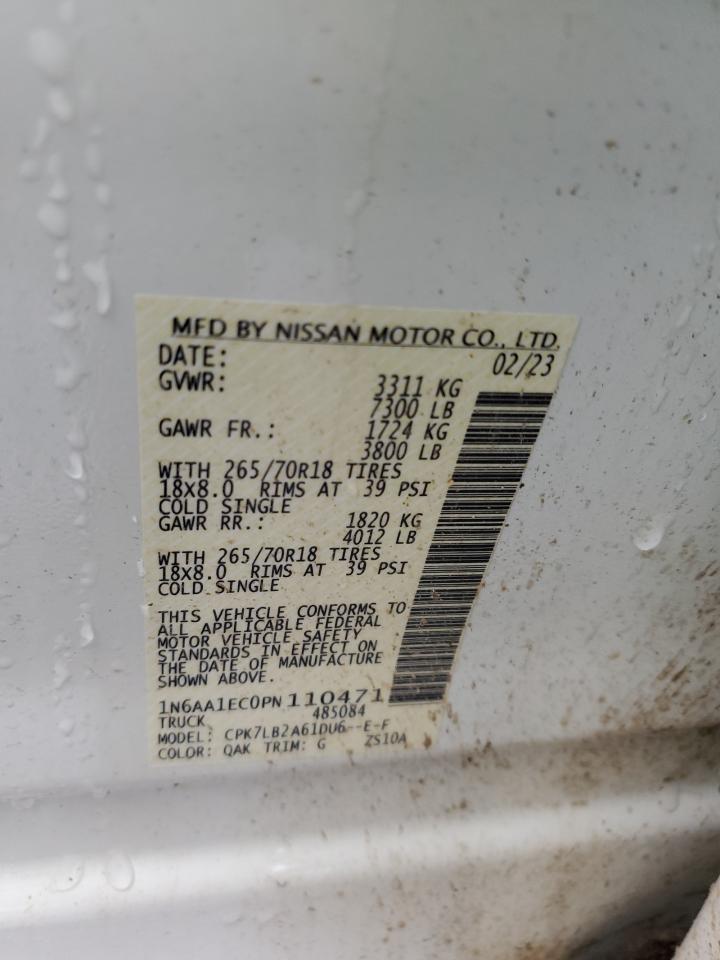 MFD BY NISSAN MOTOR CO., LTD.
DATE: 02/23
GVWR: 3311 KG
7300 LB
GAWR FR.: 1724 KG
3800 LB
WITH 265/70R18 TIRES
18X8.0 RIMS AT 39 PSI
COLD SINGLE
GAWR RR.: 1820 KG
4012 LB
WITH 265/70R18 TIRES
18X8.0 RIMS AT 39 PSI
COLD SINGLE
THIS VEHICLE CONFORMS TO
ALL APPLICABLE FEDERAL
MOTOR VEHICLE SAFETY
STANDARDS IN EFFECT ON
THE DATE OF MANUFACTURE
SHOWN ABOVE.
1N6AA1EC0PN110471
TRUCK 485084
MODEL: CPK7LB2A61DU6--E-F
COLOR: QAK TRIM: G ZS10A